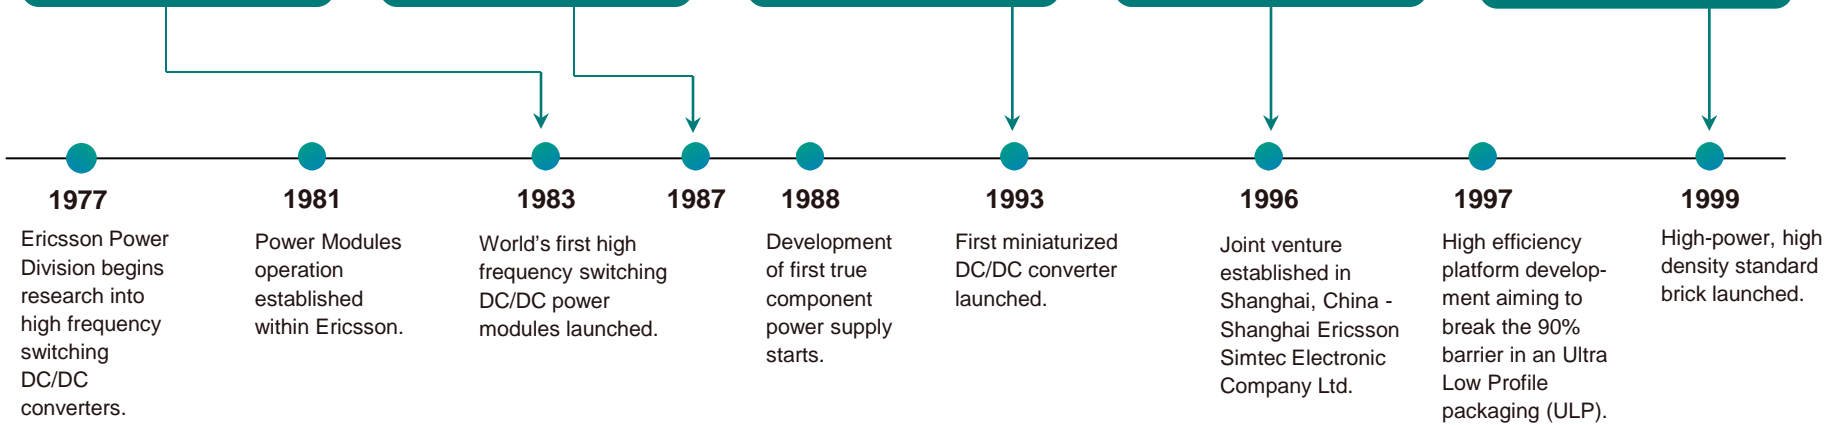 1977
Ericsson Power
Division begins
research into
high frequency
switching
DC/DC
converters.
1981
Power Modules
operation
established
within Ericsson.
1983
World’s first high
frequency switching
DC/DC power
modules launched.
1987
1988
Development
of first true
component
power supply
starts.
1993
First miniaturized
DC/DC converter
launched.
1996
Joint venture
established in
Shanghai, China -
Shanghai Ericsson
Simtec Electronic
Company Ltd.
1997
High efficiency
platform develop-
ment aiming to
break the 90%
barrier in an Ultra
Low Profile
packaging (ULP).
1999
High-power, high
density standard
brick launched.